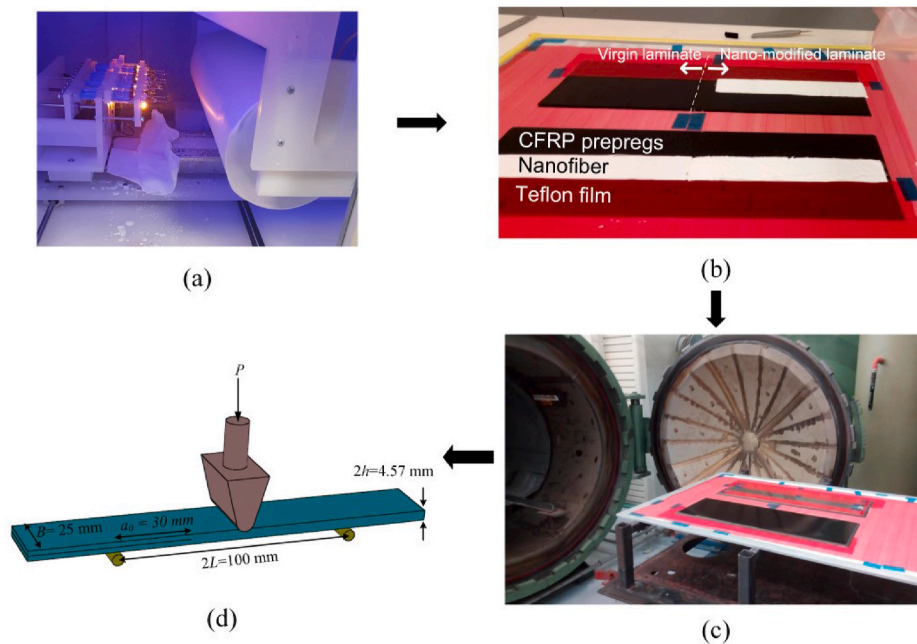 Virgin laminate
Nano-modified laminate
CFRP prepregs
Nanofiber
Teflon film
(a)
(b)
P
2h=4.57 mm
B= 25 mm
a₀ = 30 mm
2L=100 mm
(d)
(c)